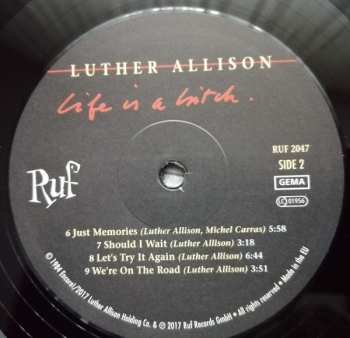 LUTHER ALLISON
Life is a bitch.
Ruf
RUF 2047
SIDE 2
GEMA
LC 01956
6 Just Memories (Luther Allison, Michel Carras) 5:58
7 Should I Wait (Luther Allison) 3:18
8 Let's Try It Again (Luther Allison) 6:44
9 We're On The Road (Luther Allison) 3:51
© 1984 Encore!/2017 Luther Allison Holding Co. & ℗ 2017 Ruf Records GmbH • All rights reserved • Made in the EU